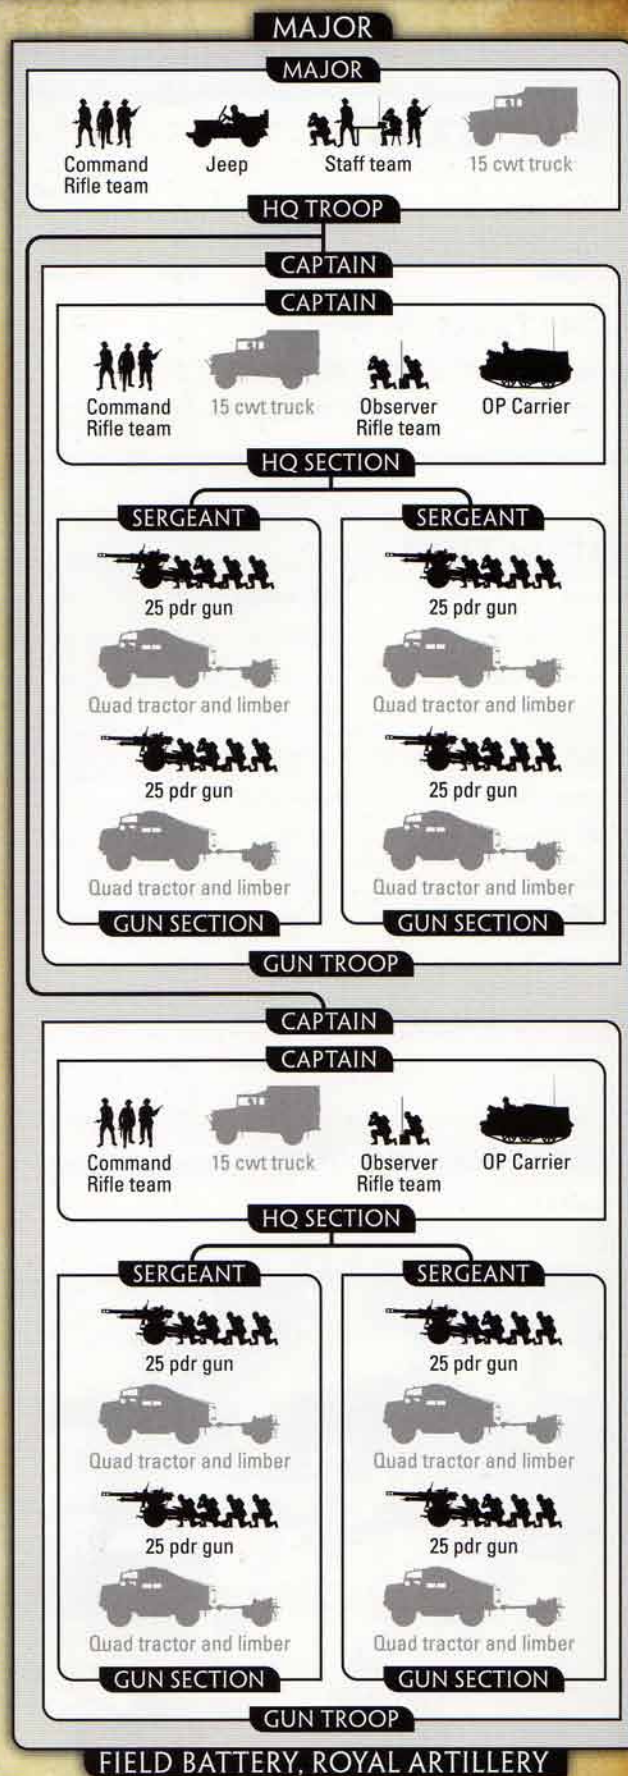 MAJOR
MAJOR
Command
Rifle team
Jeep
Staff team
15 cwt truck
HQ TROOP
CAPTAIN
CAPTAIN
Command
Rifle team
15 cwt truck
Observer
Rifle team
OP Carrier
HQ SECTION
SERGEANT
25 pdr gun
Quad tractor and limber
25 pdr gun
Quad tractor and limber
GUN SECTION
SERGEANT
25 pdr gun
Quad tractor and limber
25 pdr gun
Quad tractor and limber
GUN SECTION
GUN TROOP
CAPTAIN
CAPTAIN
Command
Rifle team
15 cwt truck
Observer
Rifle team
OP Carrier
HQ SECTION
SERGEANT
25 pdr gun
Quad tractor and limber
25 pdr gun
Quad tractor and limber
GUN SECTION
SERGEANT
25 pdr gun
Quad tractor and limber
25 pdr gun
Quad tractor and limber
GUN SECTION
GUN TROOP
FIELD BATTERY, ROYAL ARTILLERY